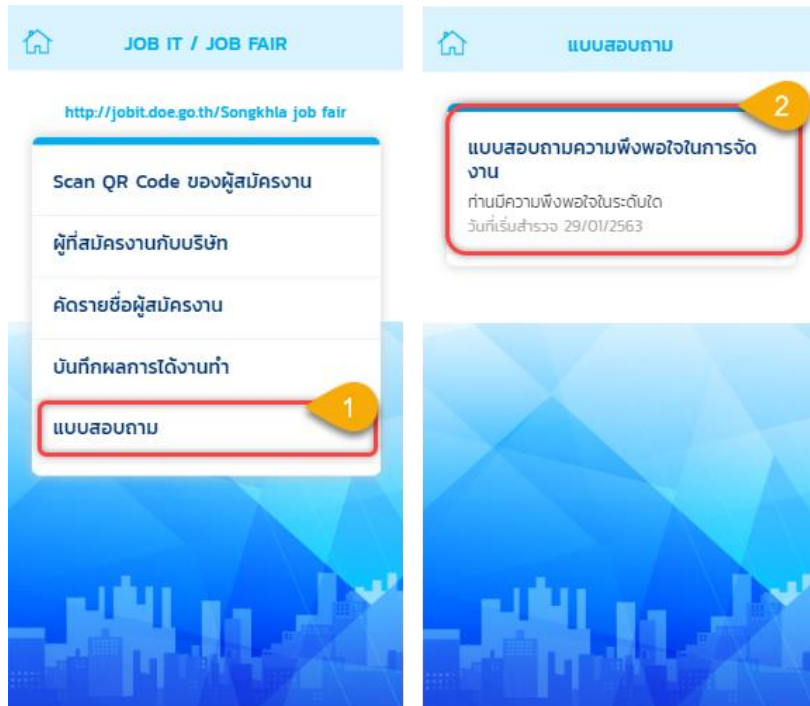 JOB IT / JOB FAIR
http://jobit.doe.go.th/Songkhla job fair
Scan QR Code ของผู้สมัครงาน
ผู้ที่สมัครงานกับบริษัท
คัดรายชื่อผู้สมัครงาน
บันทึกผลการได้งานทำ
1
แบบสอบถาม
แบบสอบถาม
2
แบบสอบถามความพึงพอใจในการจัด
งาน
ท่านมีความพึงพอใจในระดับใด
วันที่เริ่มสำรวจ 29/01/2563